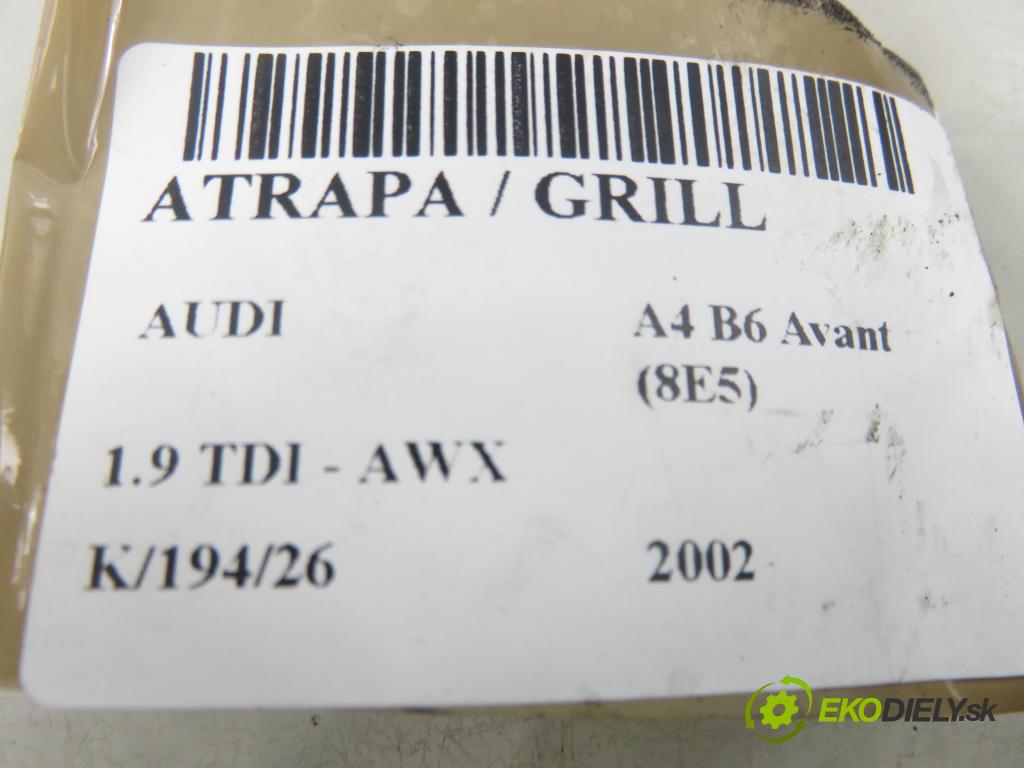 ATRAPA / GRILL
AUDI
A4 B6 Avant
(8E5)
1.9 TDI - AWX
K/194/26
2002
EKODIELY.sk